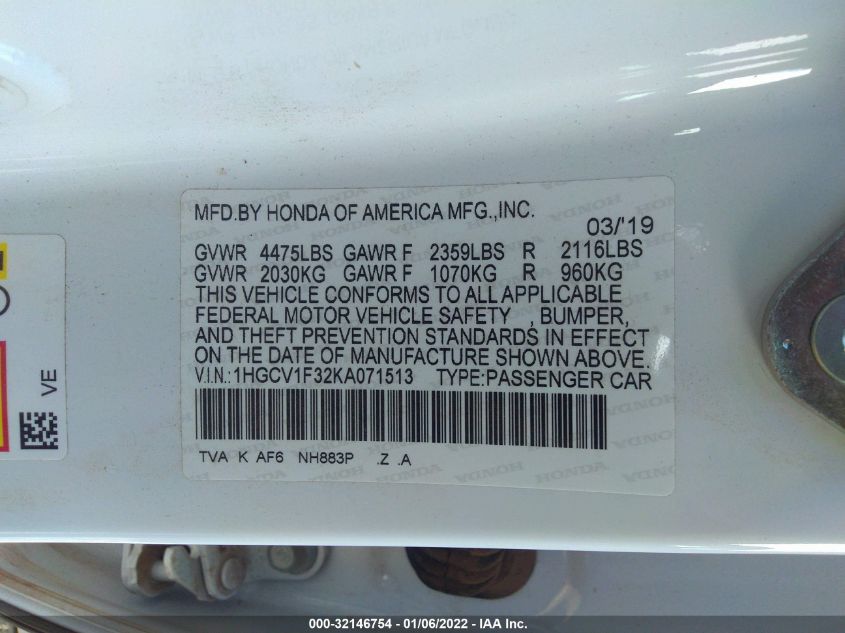 MFD.BY HONDA OF AMERICA MFG.,INC.
03/'19
GVWR 4475LBS GAWR F 2359LBS R 2116LBS
GVWR 2030KG GAWR F 1070KG R 960KG
THIS VEHICLE CONFORMS TO ALL APPLICABLE
FEDERAL MOTOR VEHICLE SAFETY , BUMPER,
AND THEFT PREVENTION STANDARDS IN EFFECT
ON THE DATE OF MANUFACTURE SHOWN ABOVE.
V.I.N.:1HGCV1F32KA071513 TYPE:PASSENGER CAR
TVA K AF6 NH883P .Z .A
VE
000-32146754 - 01/06/2022 - IAA Inc.